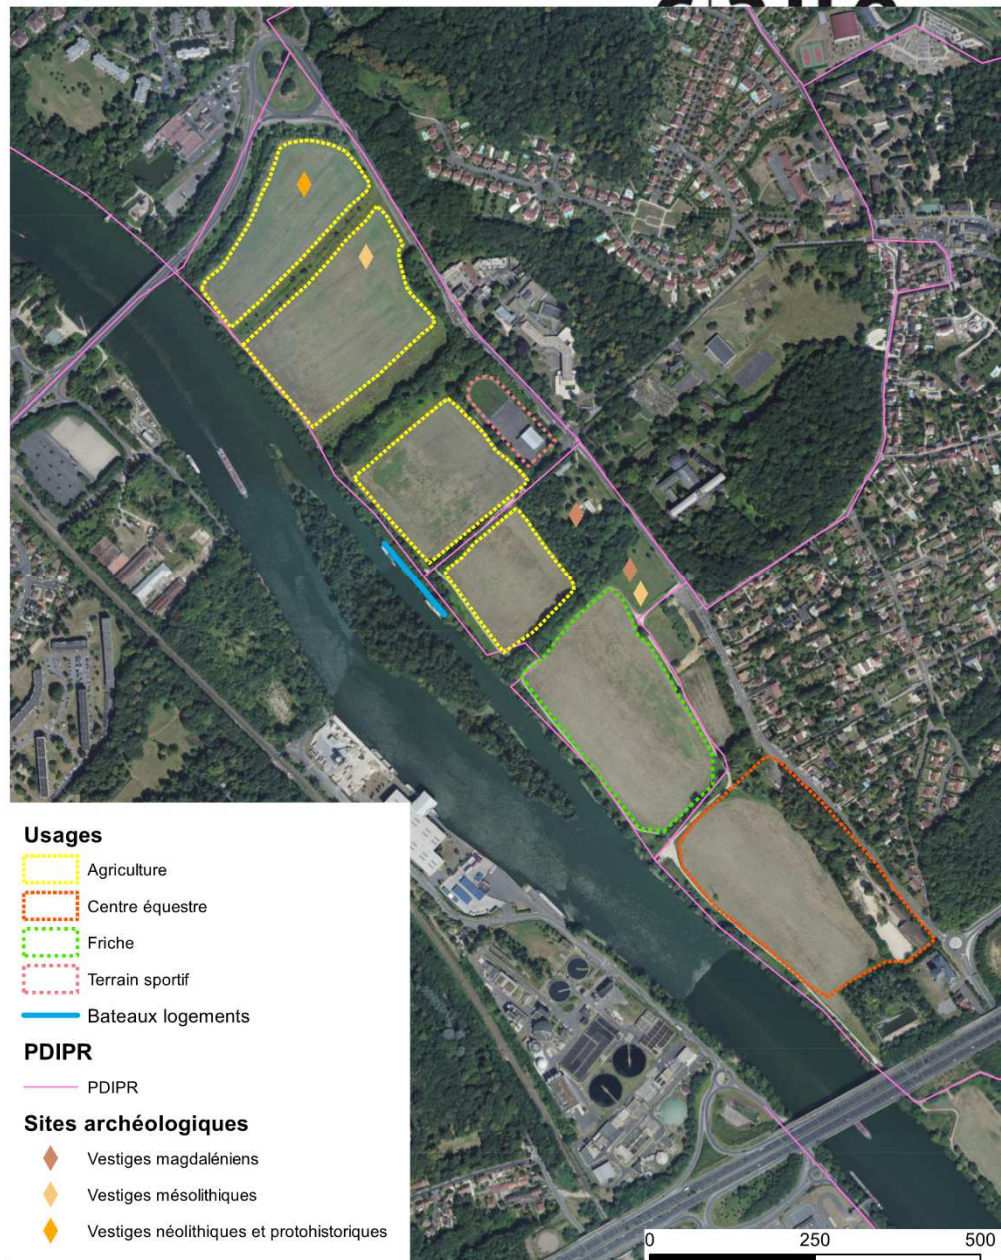 Usages
Agriculture
Centre équestre
Friche
Terrain sportif
Bateaux logements
PDIPR
PDIPR
Sites archéologiques
Vestiges magdaléniens
Vestiges mésolithiques
Vestiges néolithiques et protohistoriques
0 250 500